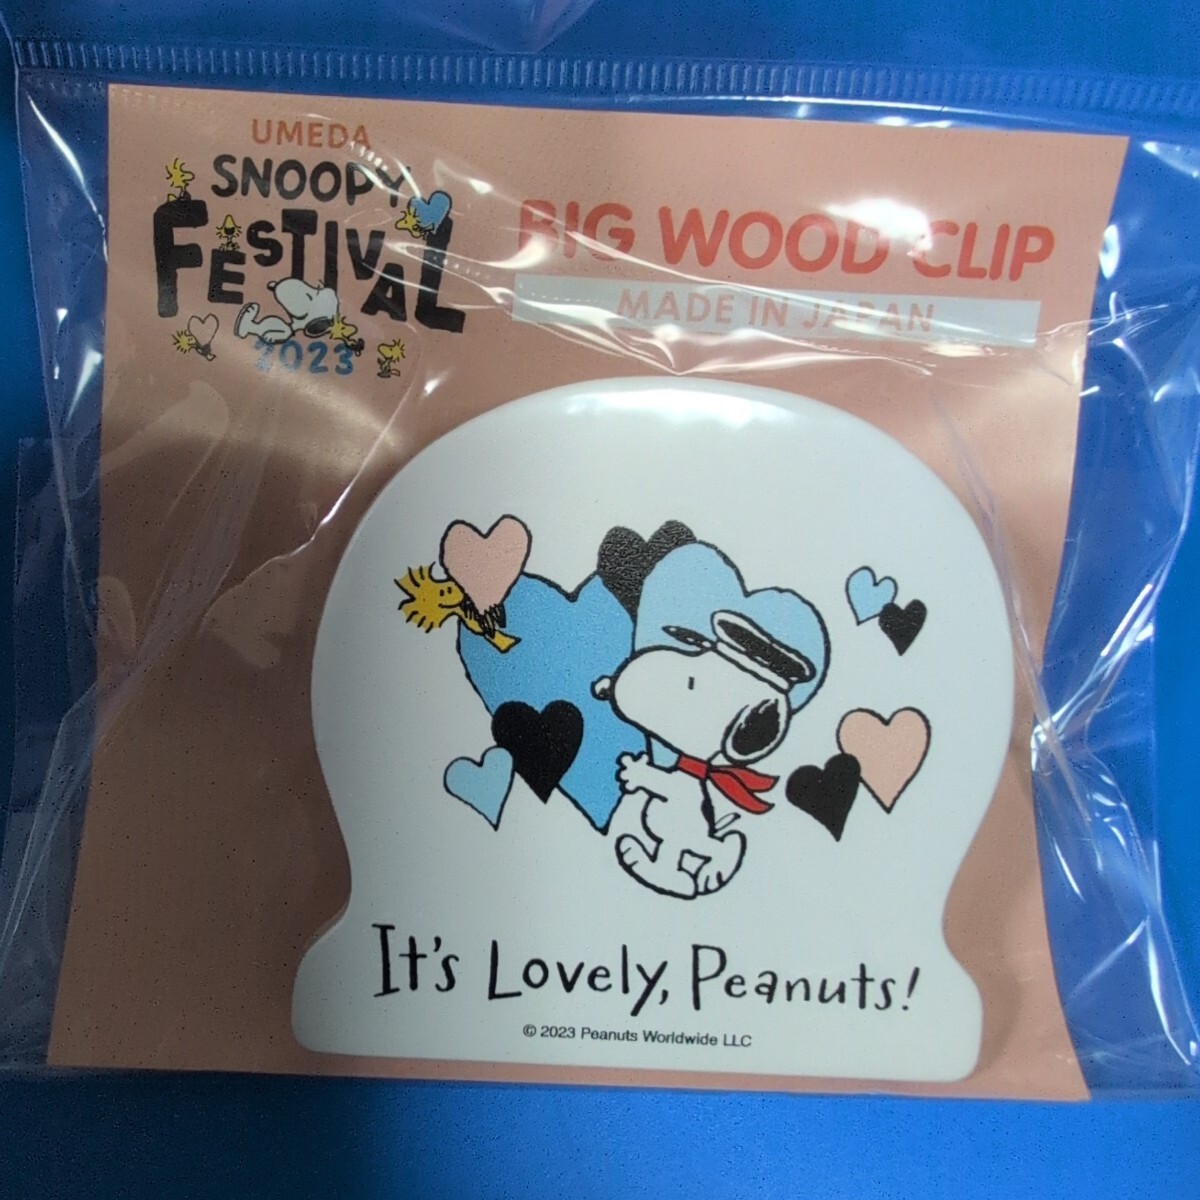 UMEDA
SNOOPY
FESTIVAL
2023
BIG WOOD CLIP
MADE IN JAPAN
It's Lovely, Peanuts!
© 2023 Peanuts Worldwide LLC